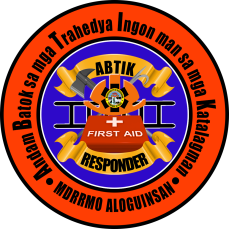 Andam Batok sa mga Trahedya Ingon man sa mga Katalagman
ABTIK
FIRST AID
RESPONDER
• MDRRMO ALOGUINSAN •